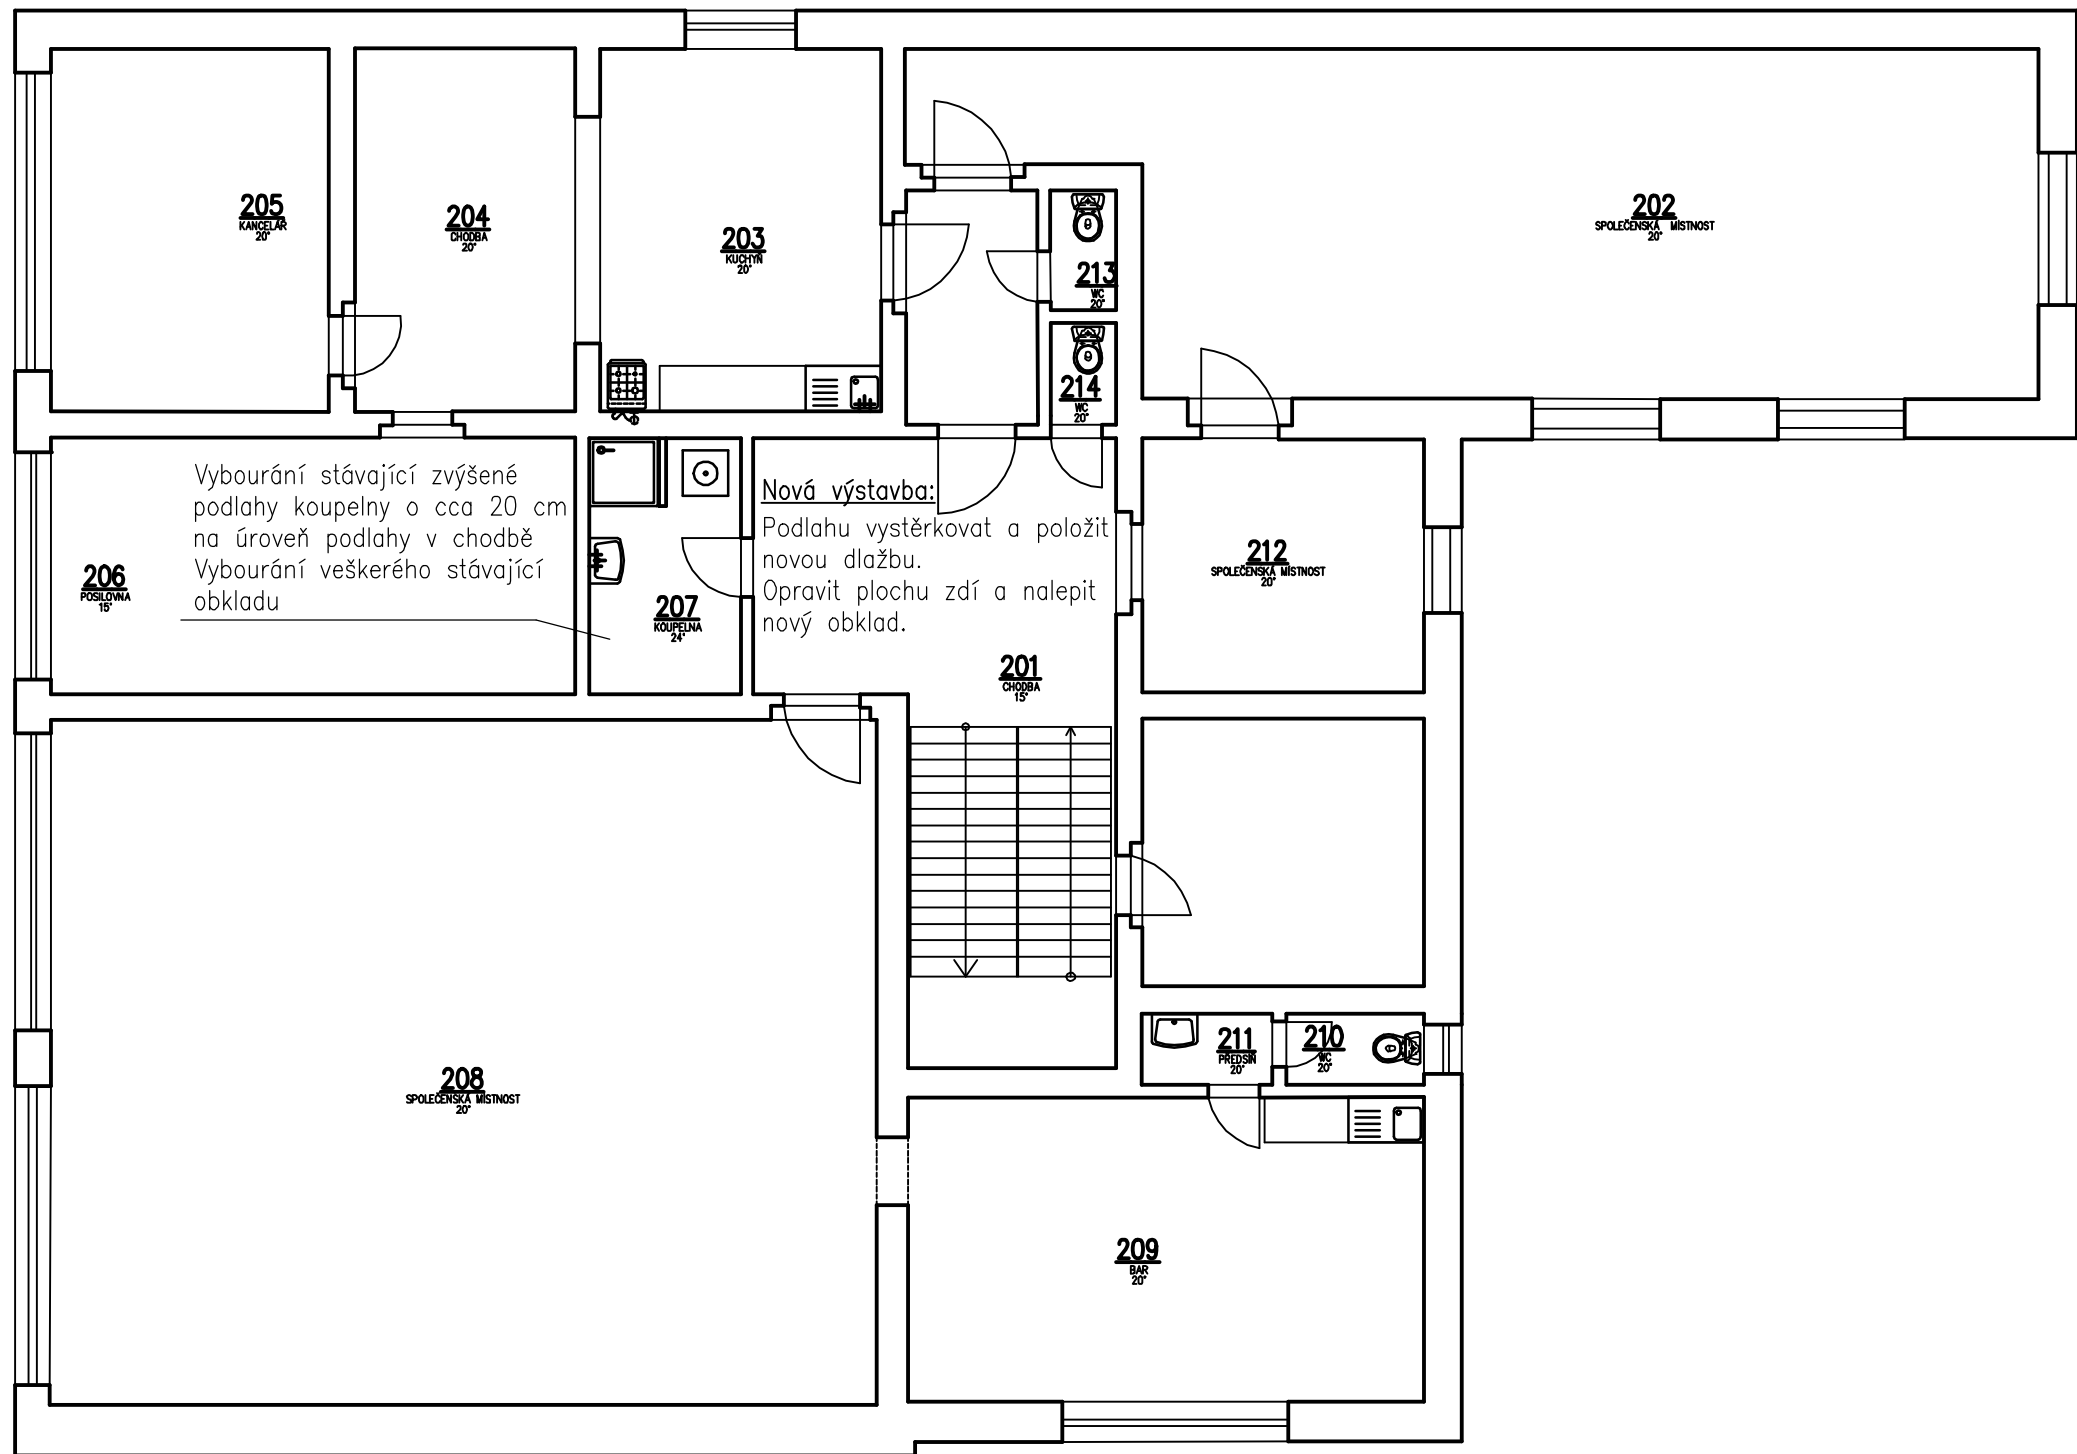 205
KANCELÁŘ
20°
204
CHODBA
20°
203
KUCHYŇ
20°
202
SPOLEČENSKÁ MÍSTNOST
20°
213
WC
20°
214
WC
20°
Vybourání stávající zvýšené
podlahy koupelny o cca 20 cm
na úroveň podlahy v chodbě
Vybourání veškerého stávající
obkladu
206
POSILOVNA
15°
207
KOUPELNA
24°
Nová výstavba:
Podlahu vystěrkovat a položit
novou dlažbu.
Opravit plochu zdí a nalepit
nový obklad.
201
CHODBA
15°
212
SPOLEČENSKÁ MÍSTNOST
20°
211
PŘEDSÍŇ
20°
210
WC
20°
208
SPOLEČENSKÁ MÍSTNOST
20°
209
BAR
20°